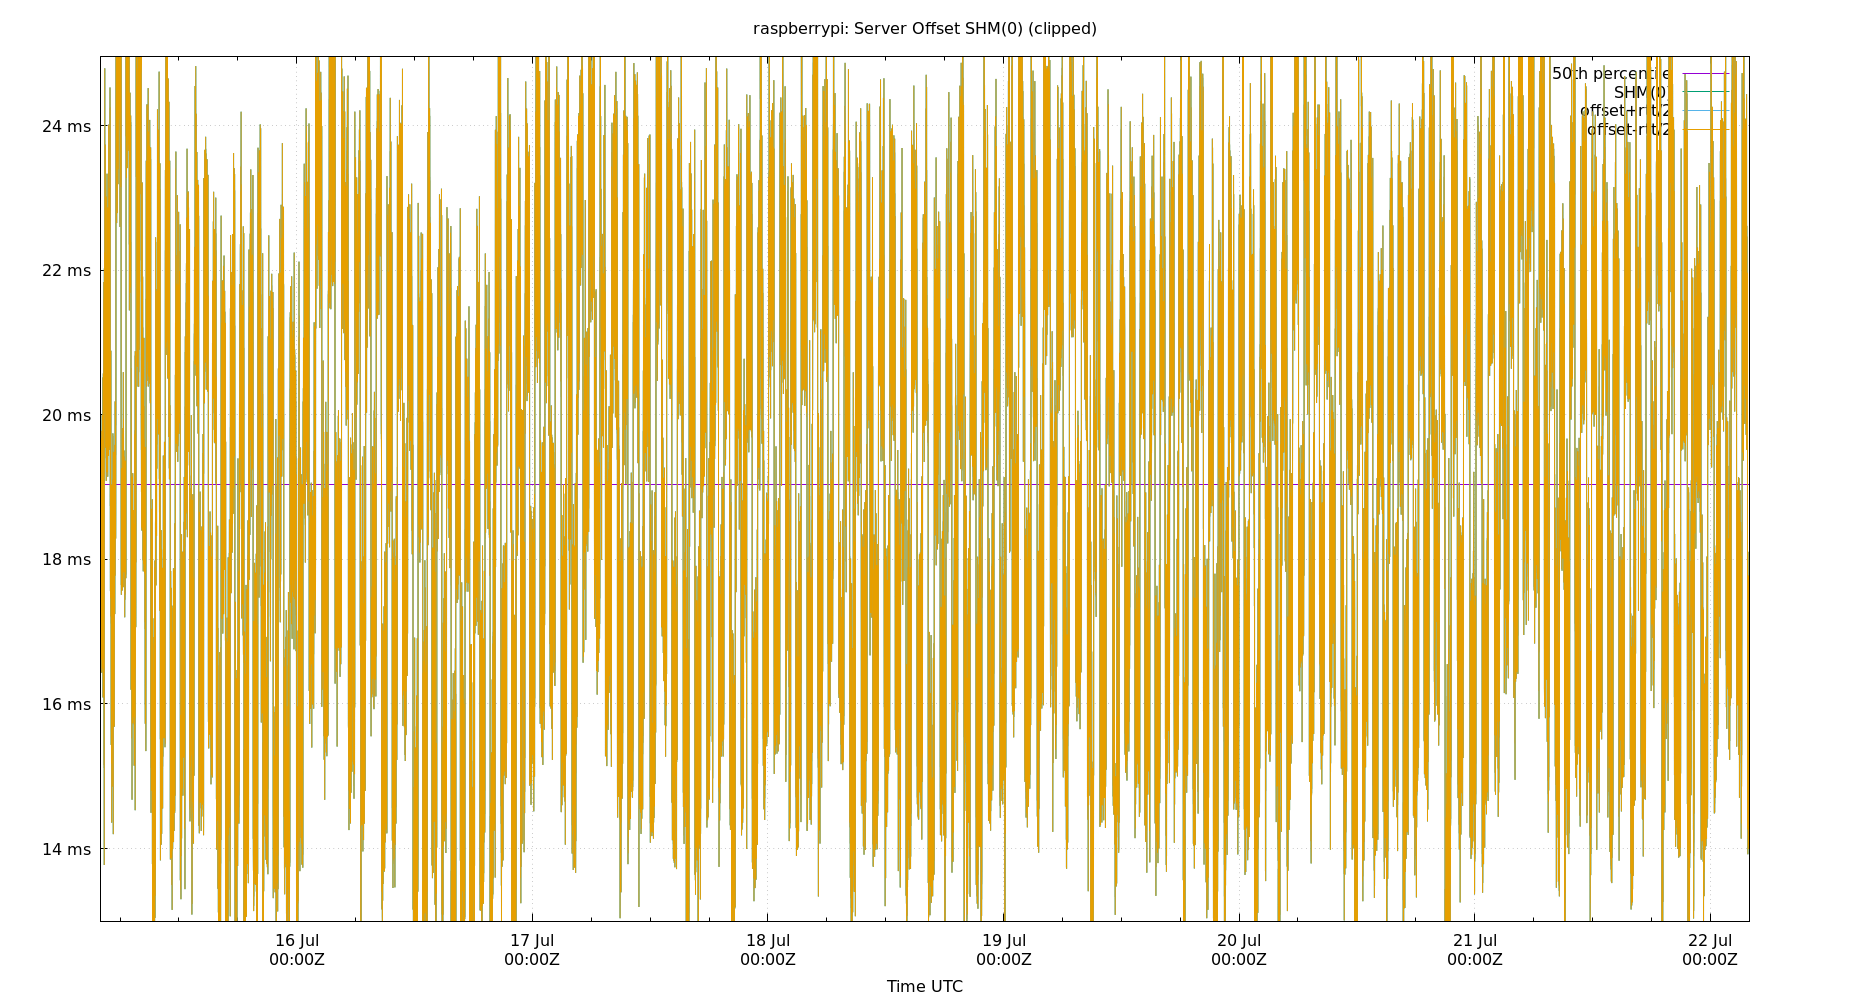 raspberrypi: Server Offset SHM(0) (clipped)
50th percentile
SHM(0)
offset+rtt/2
offset-rtt/2
24 ms
22 ms
20 ms
18 ms
16 ms
14 ms
16 Jul 17 Jul 18 Jul 19 Jul 20 Jul 21 Jul 22 Jul
00:00Z 00:00Z 00:00Z 00:00Z 00:00Z 00:00Z 00:00Z
Time UTC